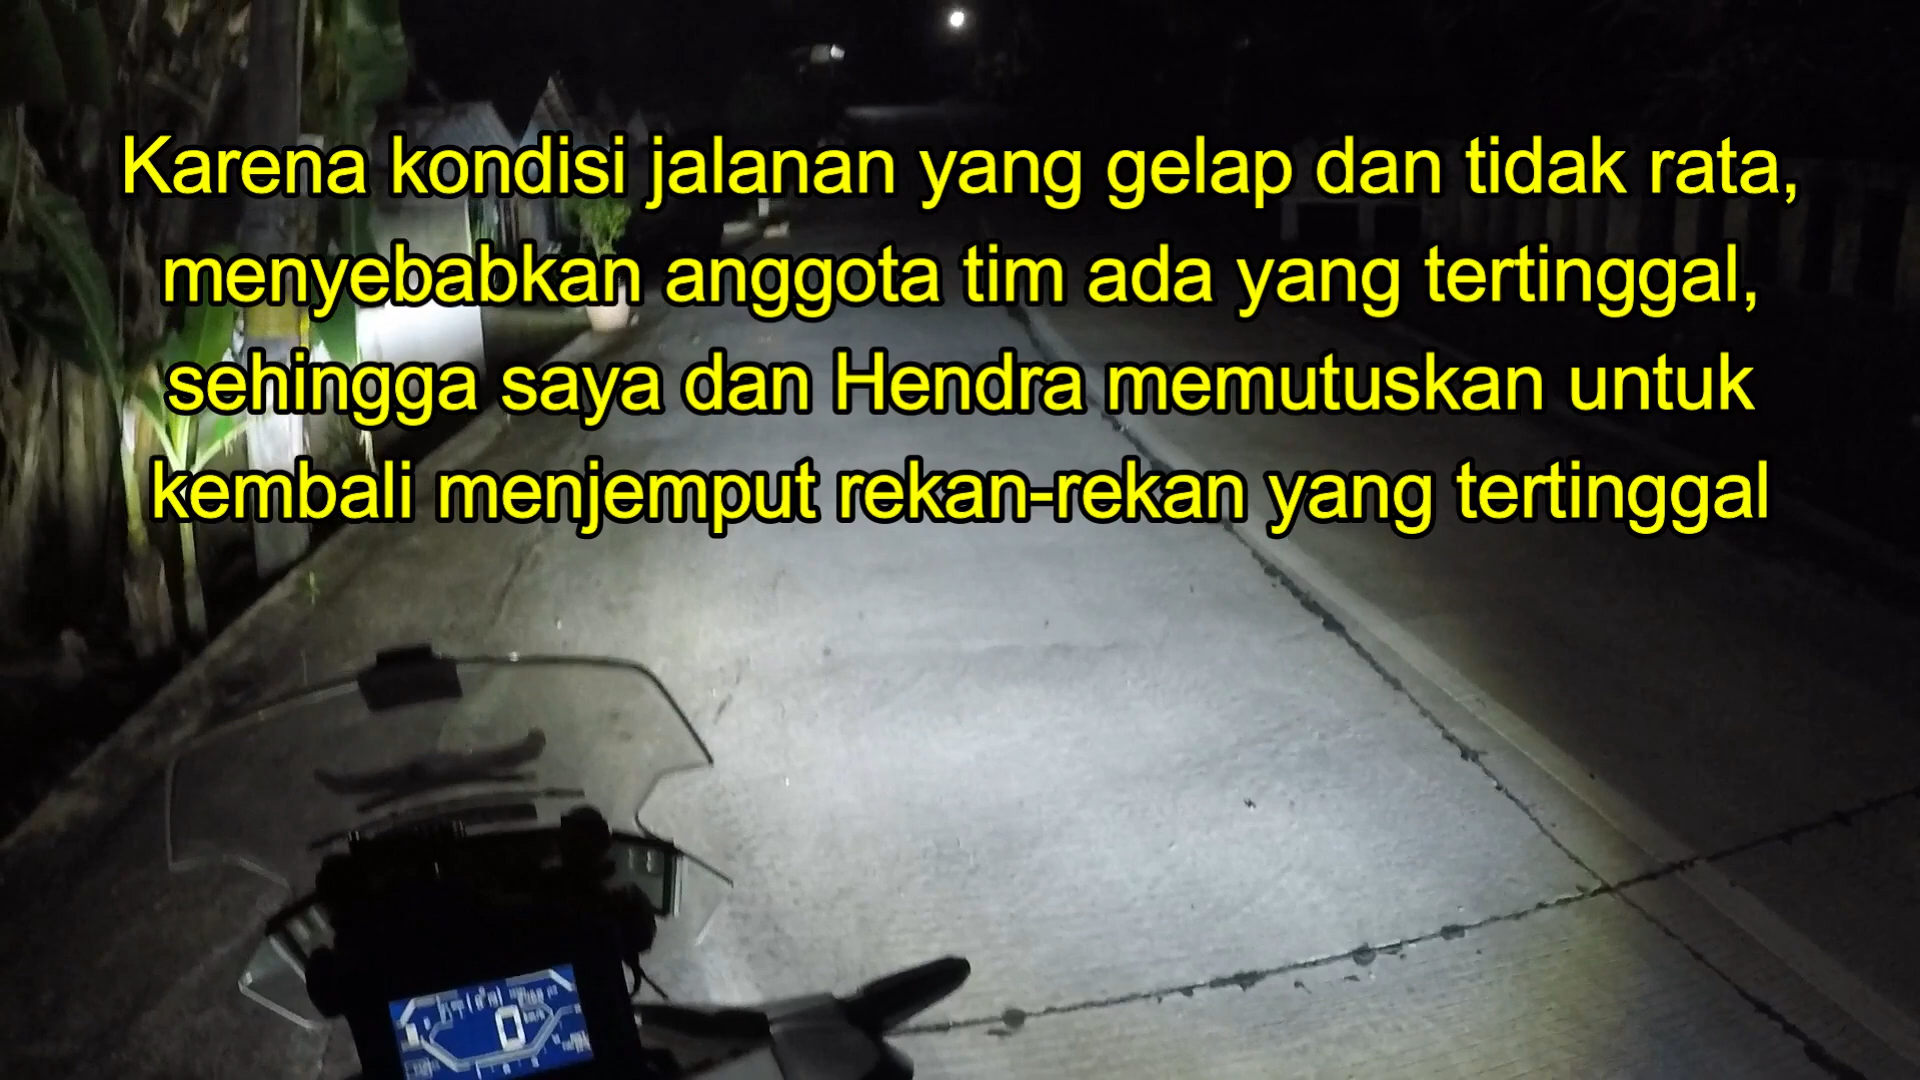 Karena kondisi jalanan yang gelap dan tidak rata,
menyebabkan anggota tim ada yang tertinggal,
sehingga saya dan Hendra memutuskan untuk
kembali menjemput rekan-rekan yang tertinggal
0